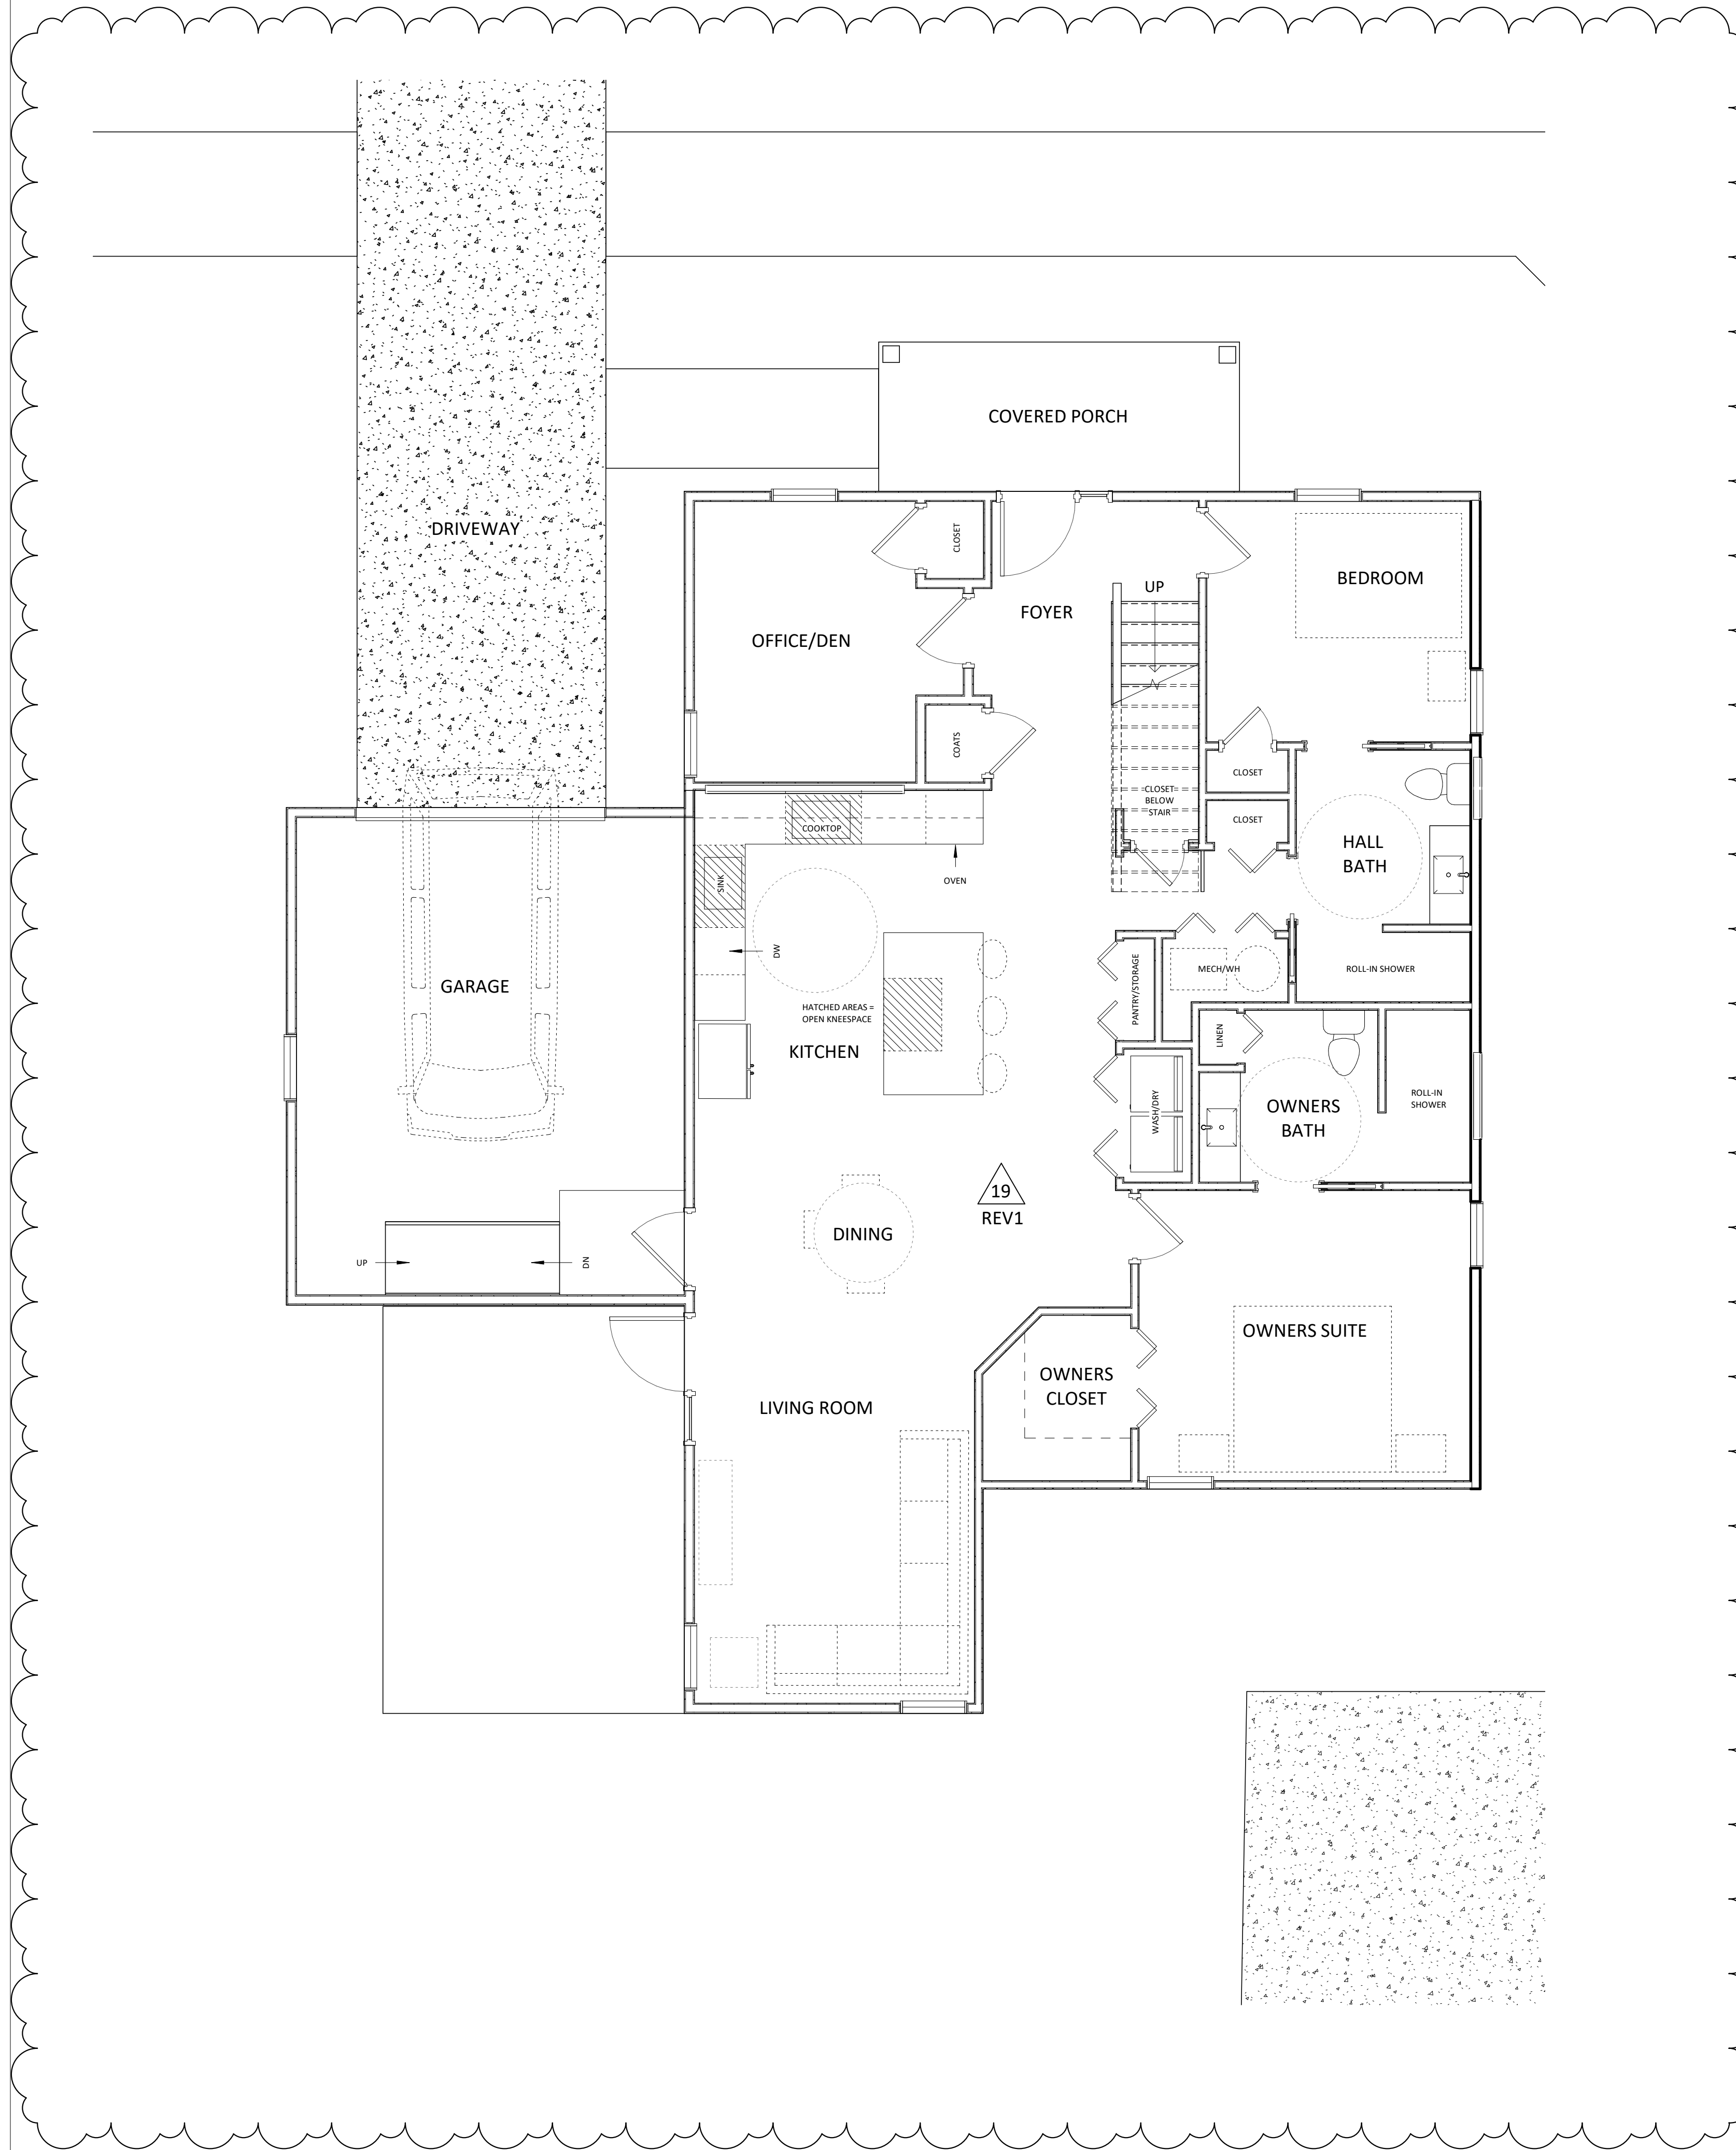 COVERED PORCH
DRIVEWAY
CLOSET
UP
BEDROOM
FOYER
OFFICE/DEN
COATS
CLOSET
CLOSET
BELOW
STAIR
CLOSET
COOKTOP
HALL
BATH
SINK
OVEN
DW
GARAGE
MECH/WH
ROLL-IN SHOWER
PANTRY/STORAGE
HATCHED AREAS =
OPEN KNEESPACE
LINEN
KITCHEN
WASH/DRY
OWNERS
BATH
ROLL-IN
SHOWER
19
REV1
DINING
UP
DN
OWNERS SUITE
OWNERS
CLOSET
LIVING ROOM